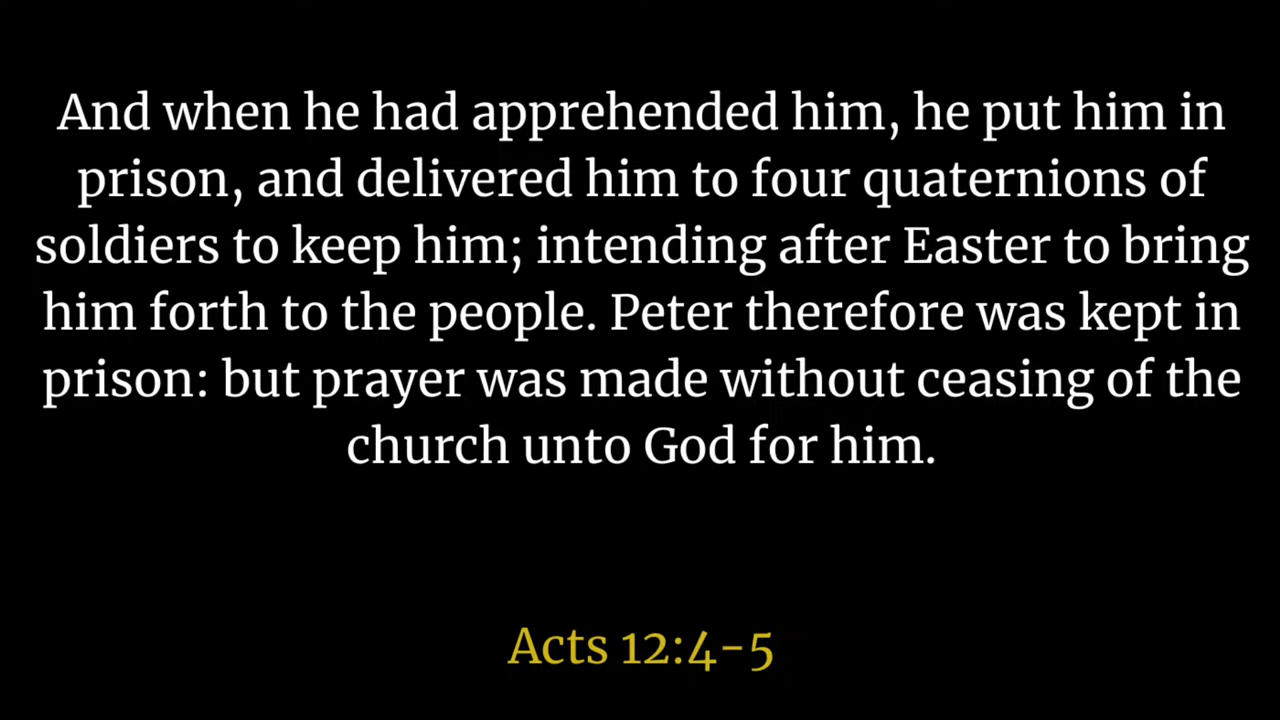 And when he had apprehended him, he put him in
prison, and delivered him to four quaternions of
soldiers to keep him; intending after Easter to bring
him forth to the people. Peter therefore was kept in
prison: but prayer was made without ceasing of the
church unto God for him.
Acts 12:4-5